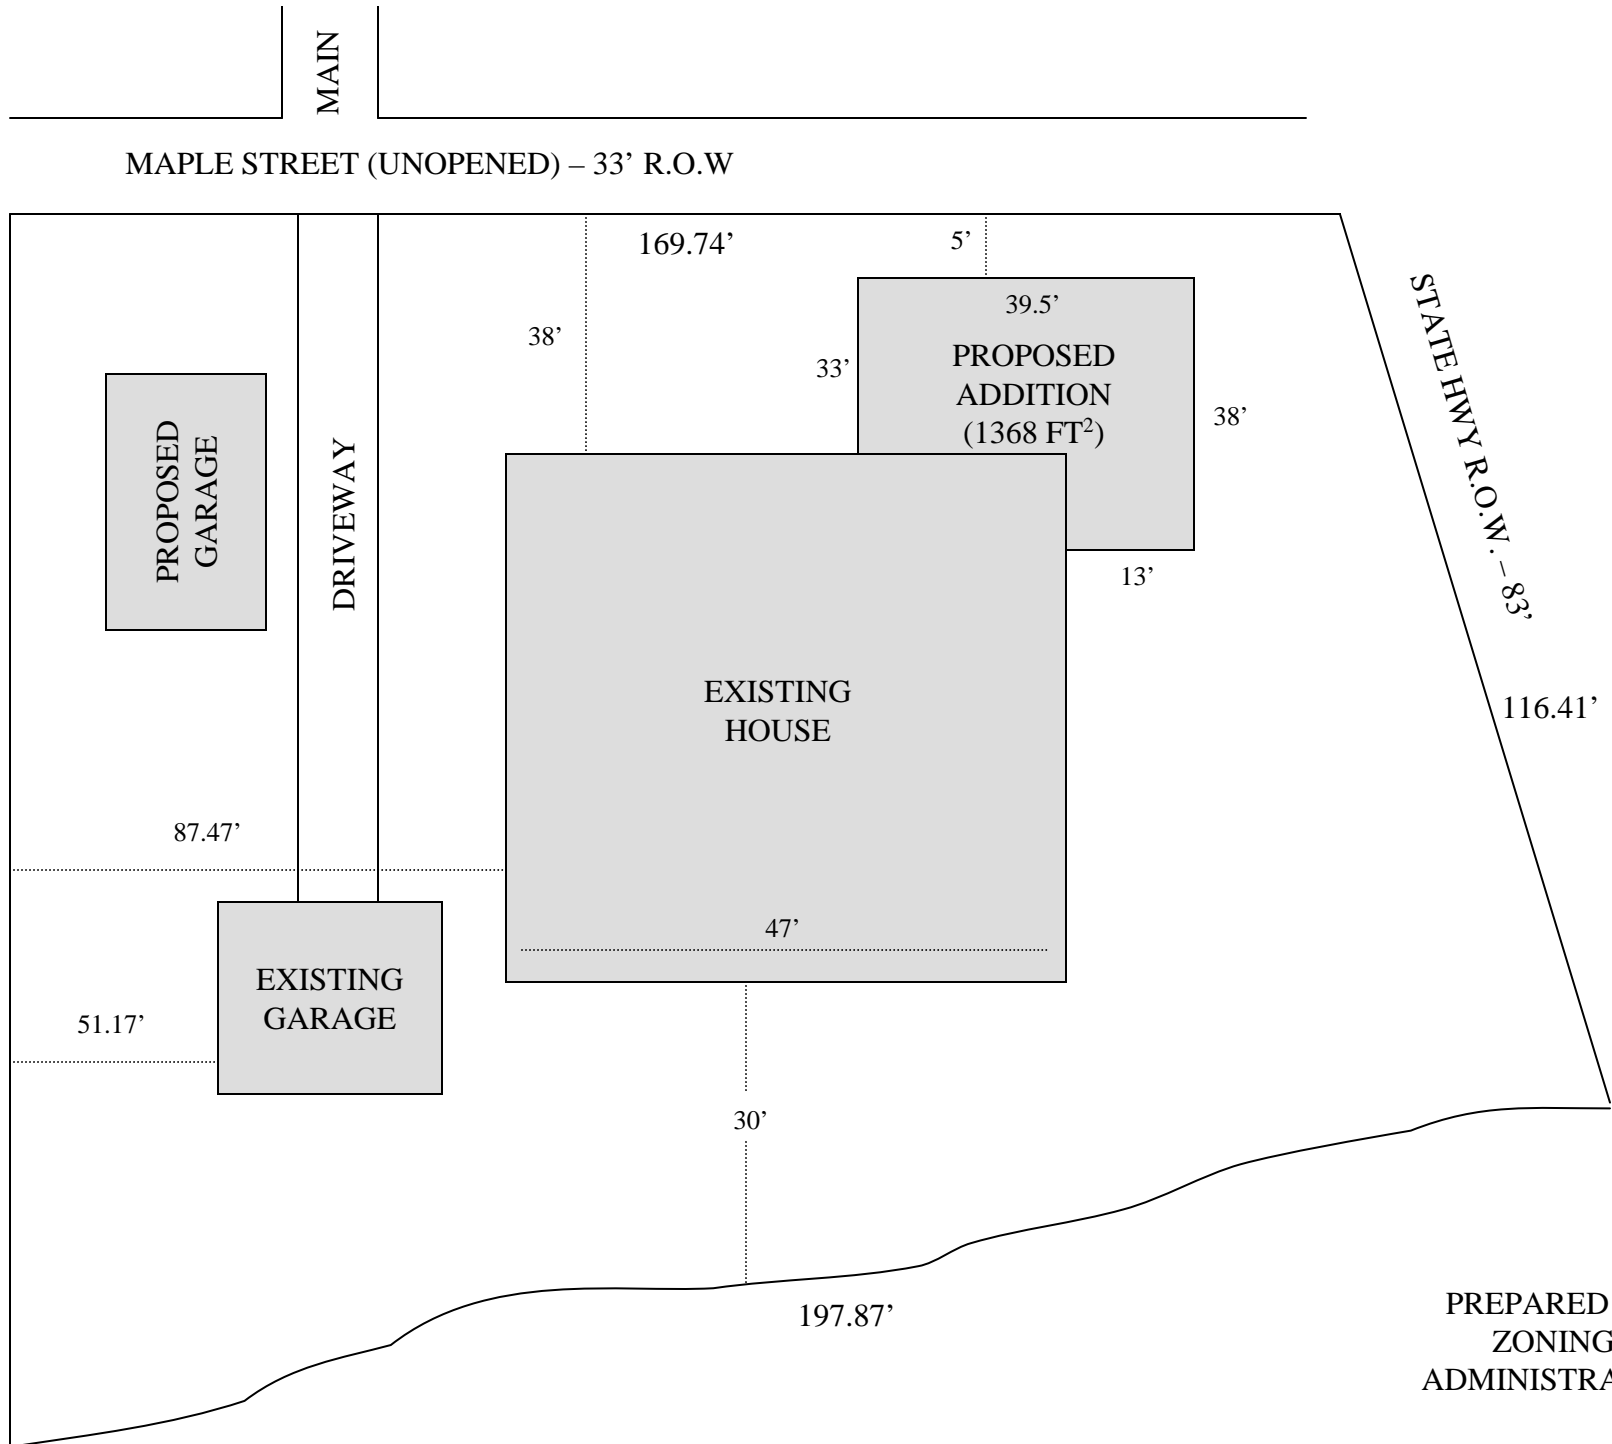 MAIN
MAPLE STREET (UNOPENED) – 33’ R.O.W
169.74’
5’
39.5’
38’
33’
PROPOSED
ADDITION
(1368 FT²)
38’
STATE HWY R.O.W. – 83’
PROPOSED
GARAGE
DRIVEWAY
13’
EXISTING
HOUSE
116.41’
87.47’
47’
EXISTING
GARAGE
51.17’
30’
197.87’
PREPARED
ZONING
ADMINISTRA